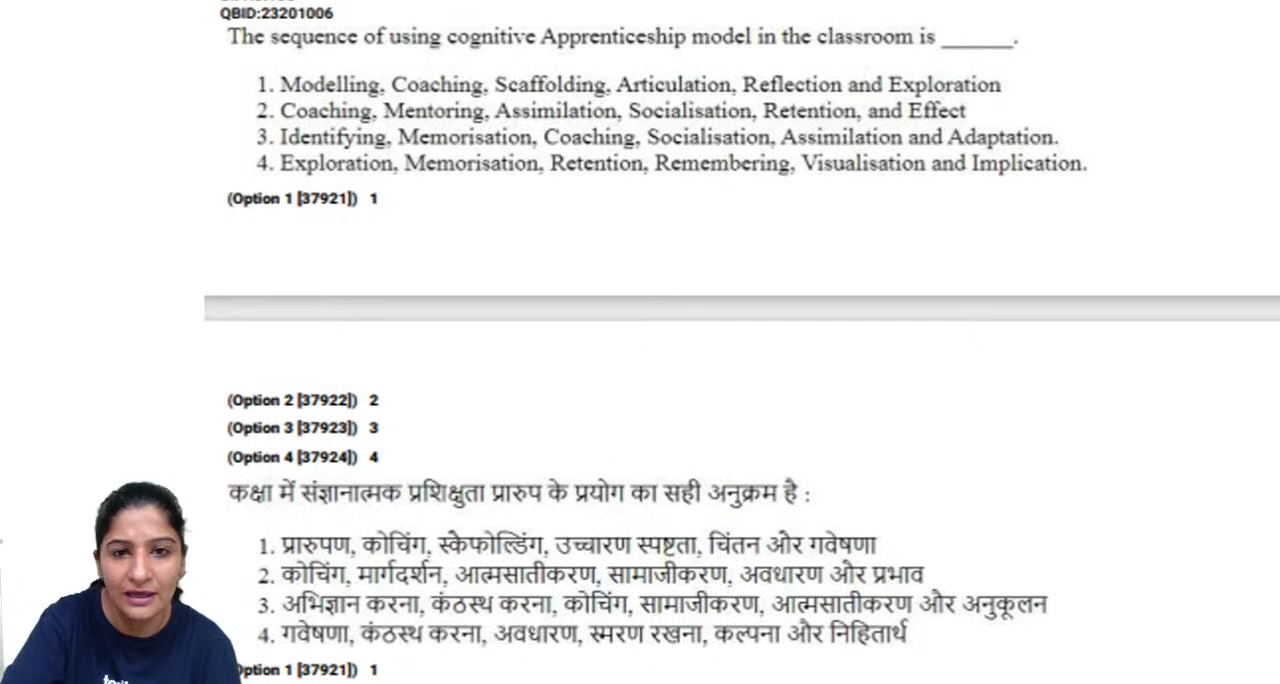 QBID:23201006
The sequence of using cognitive Apprenticeship model in the classroom is ______.
1. Modelling, Coaching, Scaffolding, Articulation, Reflection and Exploration
2. Coaching, Mentoring, Assimilation, Socialisation, Retention, and Effect
3. Identifying, Memorisation, Coaching, Socialisation, Assimilation and Adaptation.
4. Exploration, Memorisation, Retention, Remembering, Visualisation and Implication.
(Option 1 [37921]) 1
(Option 2 [37922]) 2
(Option 3 [37923]) 3
(Option 4 [37924]) 4
कक्षा में संज्ञानात्मक प्रशिक्षुता प्रारुप के प्रयोग का सही अनुक्रम है :
1. प्रारुपण, कोचिंग, स्केफोल्डिंग, उच्चारण स्पष्टता, चिंतन और गवेषणा
2. कोचिंग, मार्गदर्शन, आत्मसातीकरण, सामाजीकरण, अवधारण और प्रभाव
3. अभिज्ञान करना, कंठस्थ करना, कोचिंग, सामाजीकरण, आत्मसातीकरण और अनुकूलन
4. गवेषणा, कंठस्थ करना, अवधारण, स्मरण रखना, कल्पना और निहितार्थ
ption 1 [37921]) 1